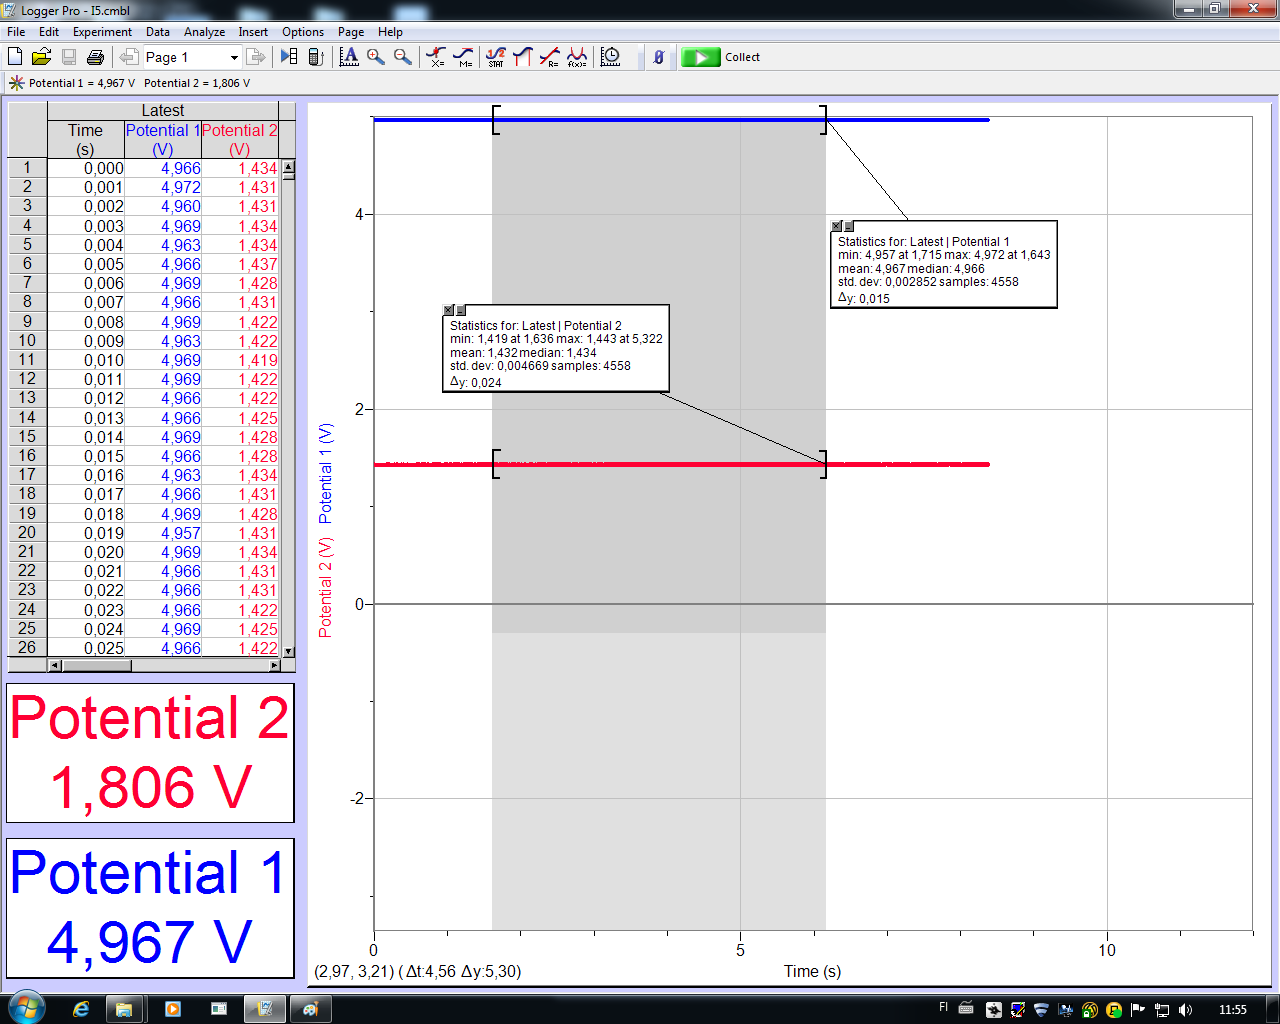 Logger Pro - I5.cmbl
File Edit Experiment Data Analyze Insert Options Page Help
Page 1
Collect
Potential 1 = 4,967 V Potential 2 = 1,806 V
Latest
Time Potential 1 Potential 2
(s) (V) (V)
1 0,000 4,966 1,434
2 0,001 4,972 1,431
3 0,002 4,960 1,431
4 0,003 4,969 1,434
5 0,004 4,963 1,434
6 0,005 4,966 1,437
7 0,006 4,969 1,428
8 0,007 4,966 1,431
9 0,008 4,969 1,422
10 0,009 4,963 1,422
11 0,010 4,969 1,419
12 0,011 4,969 1,422
13 0,012 4,966 1,422
14 0,013 4,966 1,425
15 0,014 4,969 1,428
16 0,015 4,966 1,428
17 0,016 4,963 1,434
18 0,017 4,966 1,431
19 0,018 4,969 1,428
20 0,019 4,957 1,431
21 0,020 4,969 1,434
22 0,021 4,966 1,431
23 0,022 4,966 1,431
24 0,023 4,966 1,422
25 0,024 4,969 1,425
26 0,025 4,966 1,422
Potential 2
1,806 V
Potential 1
4,967 V
Potential 2 (V) Potential 1 (V)
4
2
0
-2
Statistics for: Latest | Potential 1
min: 4,957 at 1,715 max: 4,972 at 1,643
mean: 4,967 median: 4,966
std. dev: 0,002852 samples: 4558
Δy: 0,015
Statistics for: Latest | Potential 2
min: 1,419 at 1,636 max: 1,443 at 5,322
mean: 1,432 median: 1,434
std. dev: 0,004669 samples: 4558
Δy: 0,024
0 5 10
(2,97, 3,21) (Δt:4,56 Δy:5,30)
Time (s)
FI
11:55